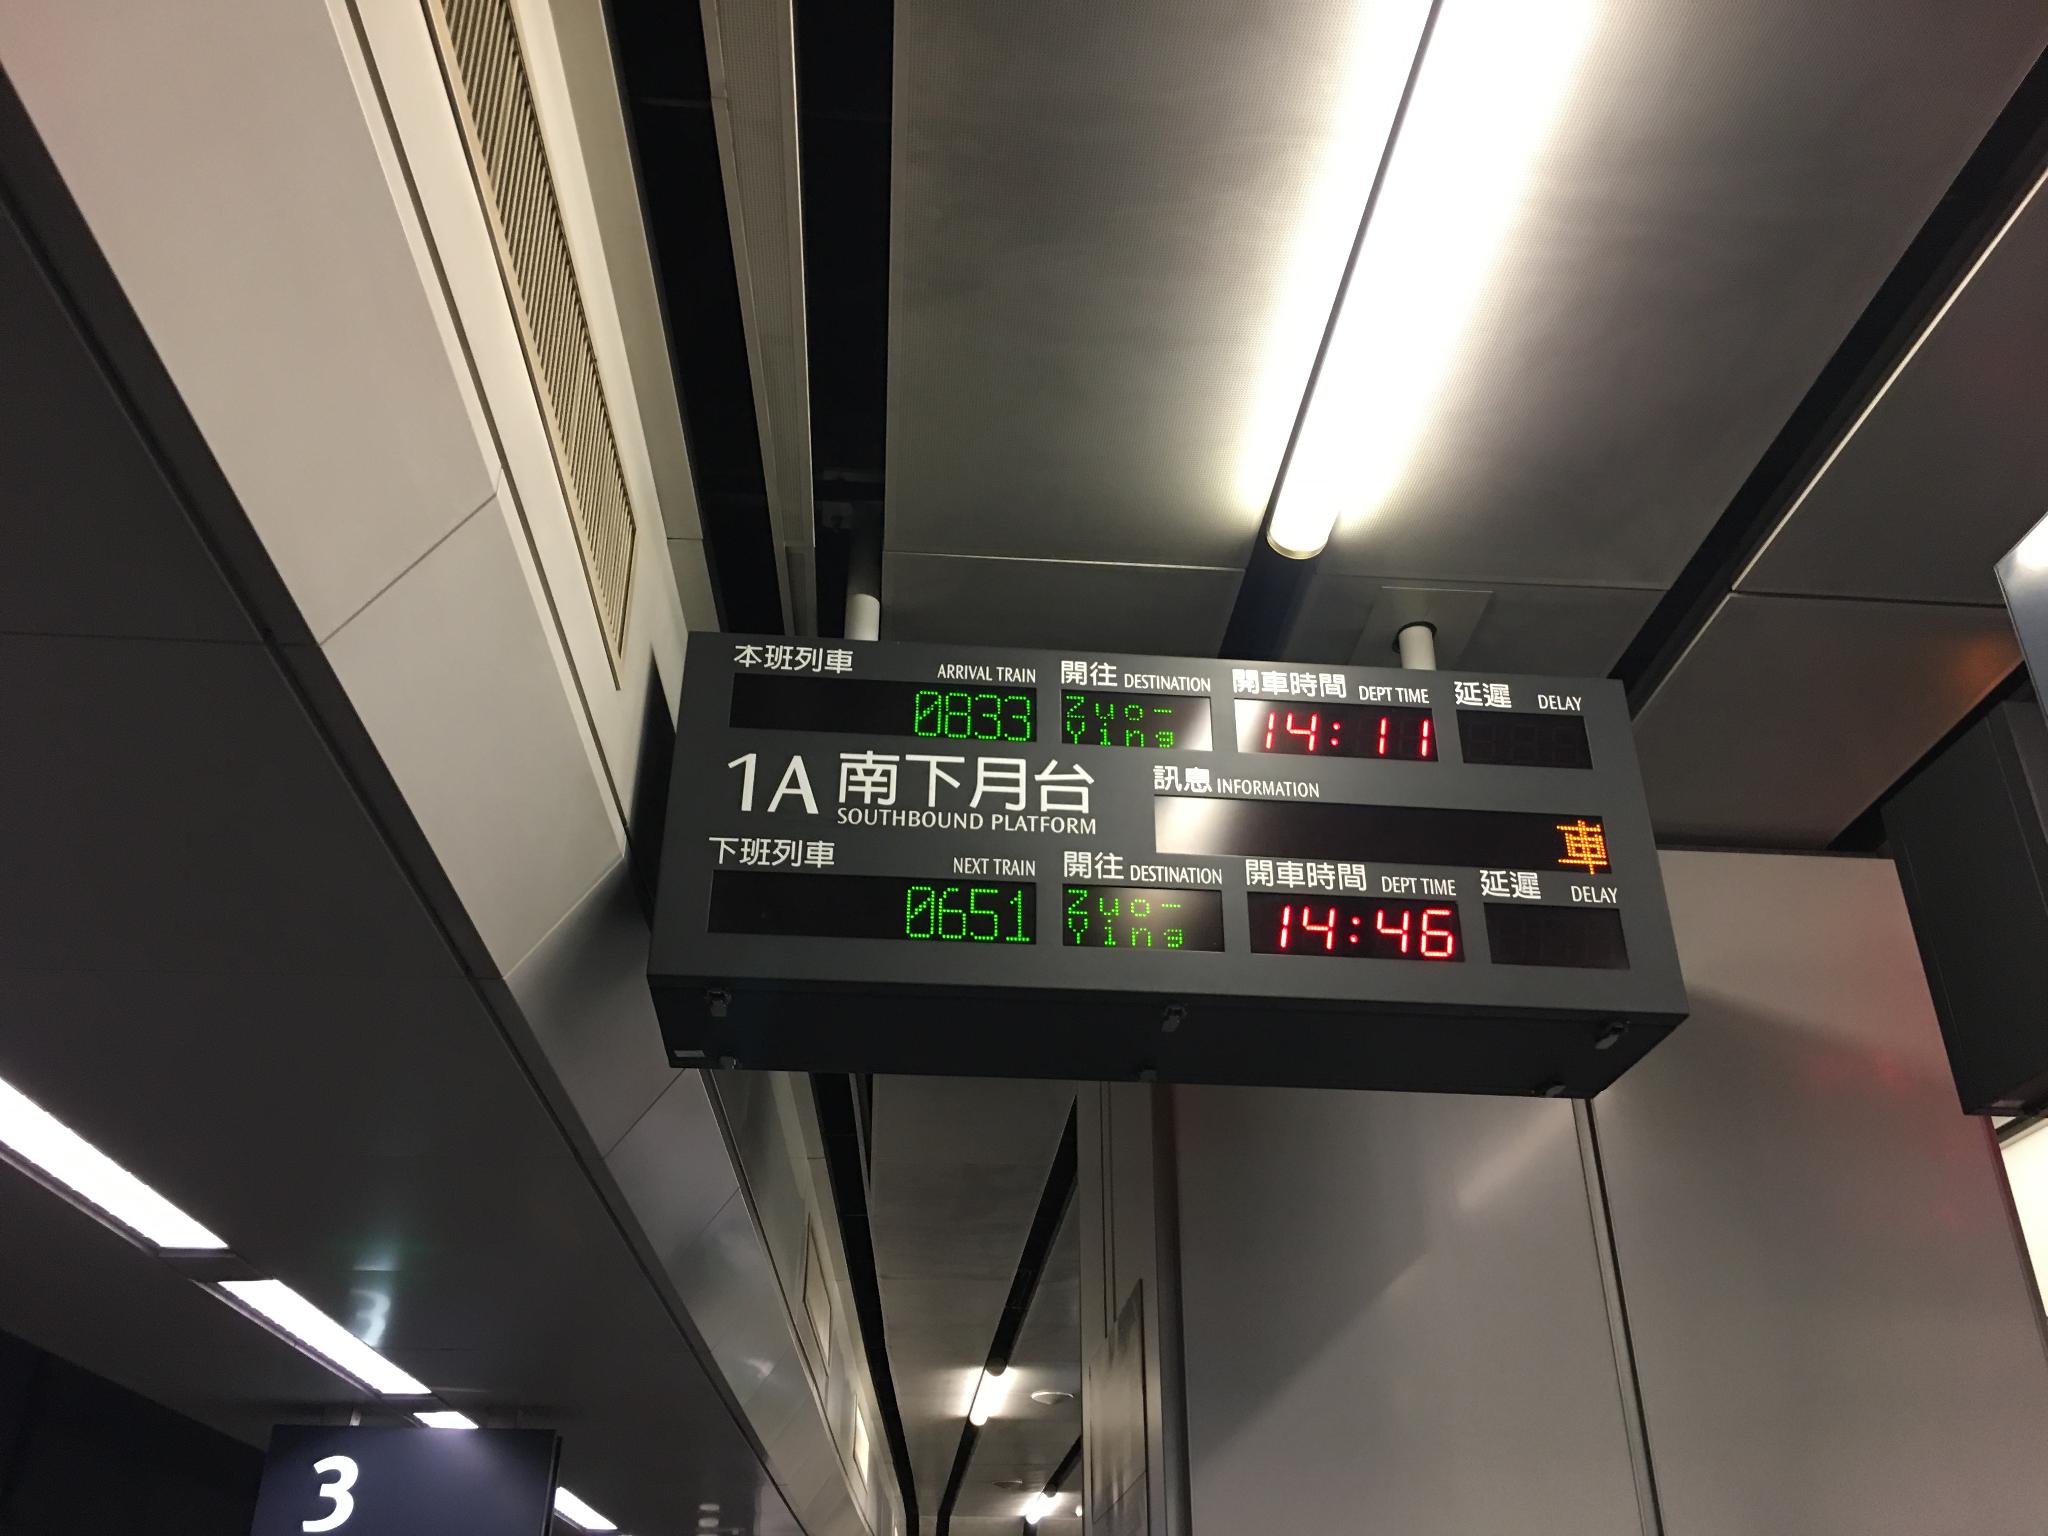 本班列車 ARRIVAL TRAIN 開往 DESTINATION 開車時間 DEPT TIME 延遲 DELAY
0833 Zuo- 14:11
Ying
1A 南下月台 訊息 INFORMATION
SOUTHBOUND PLATFORM 車
下班列車 NEXT TRAIN 開往 DESTINATION 開車時間 DEPT TIME 延遲 DELAY
0651 Zuo- 14:46
Ying
3